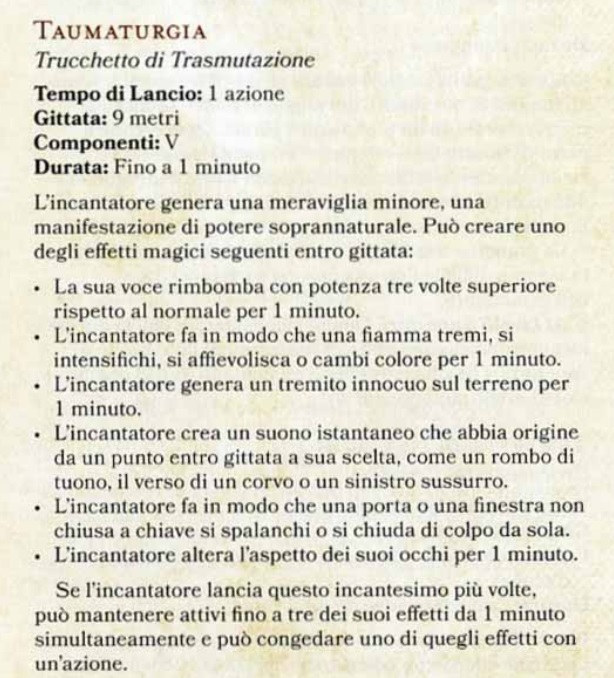 TAUMATURGIA
Trucchetto di Trasmutazione
Tempo di Lancio: 1 azione
Gittata: 9 metri
Componenti: V
Durata: Fino a 1 minuto
L'incantatore genera una meraviglia minore, una
manifestazione di potere soprannaturale. Può creare uno
degli effetti magici seguenti entro gittata:
• La sua voce rimbomba con potenza tre volte superiore
rispetto al normale per 1 minuto.
• L'incantatore fa in modo che una fiamma tremi, si
intensifichi, si affievolisca o cambi colore per 1 minuto.
• L'incantatore genera un tremito innocuo sul terreno per
1 minuto.
• L'incantatore crea un suono istantaneo che abbia origine
da un punto entro gittata a sua scelta, come un rombo di
tuono, il verso di un corvo o un sinistro sussurro.
• L'incantatore fa in modo che una porta o una finestra non
chiusa a chiave si spalanchi o si chiuda di colpo da sola.
• L'incantatore altera l'aspetto dei suoi occhi per 1 minuto.
Se l'incantatore lancia questo incantesimo più volte,
può mantenere attivi fino a tre dei suoi effetti da 1 minuto
simultaneamente e può congedare uno di quegli effetti con
un'azione.